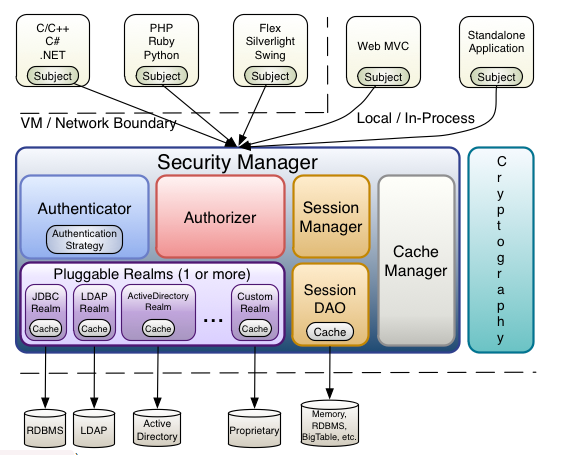 C/C++
C#
.NET
Subject
PHP
Ruby
Python
Subject
Flex
Silverlight
Swing
Subject
Web MVC
Subject
Standalone
Application
Subject
VM / Network Boundary
Local / In-Process
Security Manager
Authenticator
Authentication
Strategy
Authorizer
Session
Manager
Cache
Manager
Cryptography
Pluggable Realms (1 or more)
JDBC
Realm
Cache
LDAP
Realm
Cache
ActiveDirectory
Realm
Cache
...
Custom
Realm
Cache
Session
DAO
Cache
RDBMS
LDAP
Active
Directory
Proprietary
Memory,
RDBMS,
BigTable, etc.